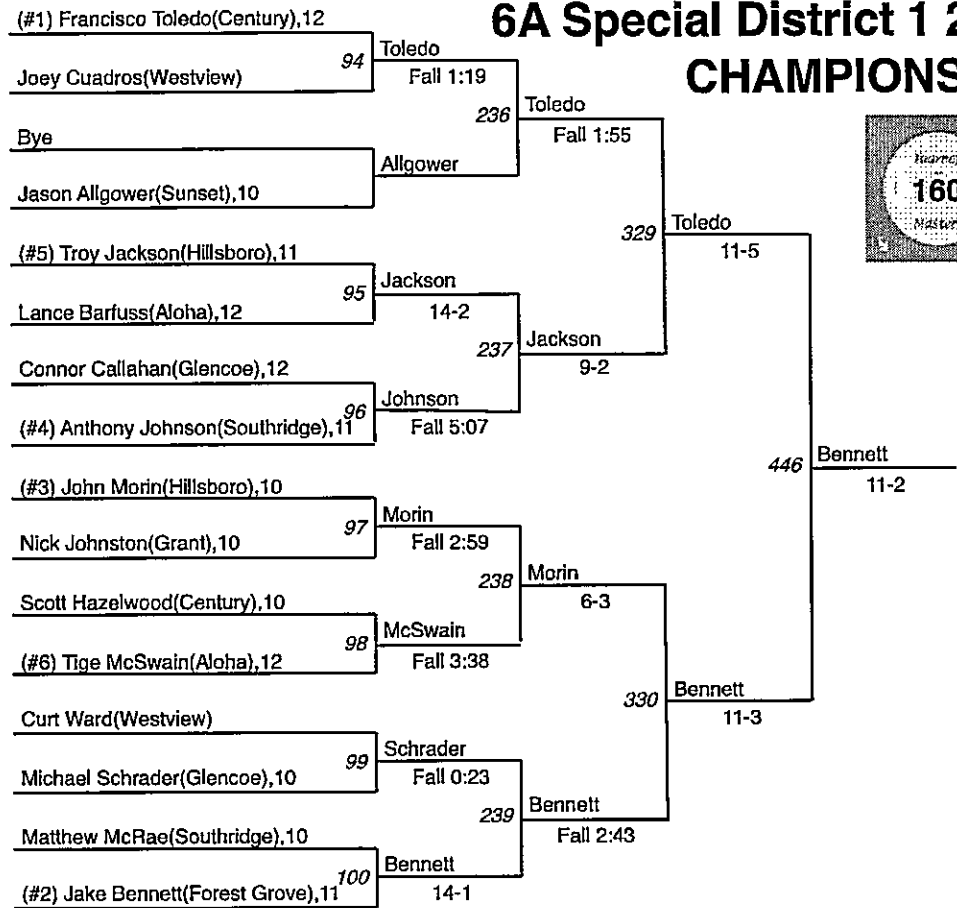 6A Special District 1 2
CHAMPIONS
160
(#1) Francisco Toledo(Century),12
94
Toledo
Fall 1:19
Joey Cuadros(Westview)
236
Toledo
Fall 1:55
Bye
Allgower
Jason Allgower(Sunset),10
329
Toledo
11-5
(#5) Troy Jackson(Hillsboro),11
95
Jackson
14-2
Lance Barfuss(Aloha),12
237
Jackson
9-2
Connor Callahan(Glencoe),12
96
Johnson
Fall 5:07
(#4) Anthony Johnson(Southridge),11
446
Bennett
11-2
(#3) John Morin(Hillsboro),10
97
Morin
Fall 2:59
Nick Johnston(Grant),10
238
Morin
6-3
Scott Hazelwood(Century),10
98
McSwain
Fall 3:38
(#6) Tige McSwain(Aloha),12
330
Bennett
11-3
Curt Ward(Westview)
99
Schrader
Fall 0:23
Michael Schrader(Glencoe),10
239
Bennett
Fall 2:43
Matthew McRae(Southridge),10
100
Bennett
14-1
(#2) Jake Bennett(Forest Grove),11